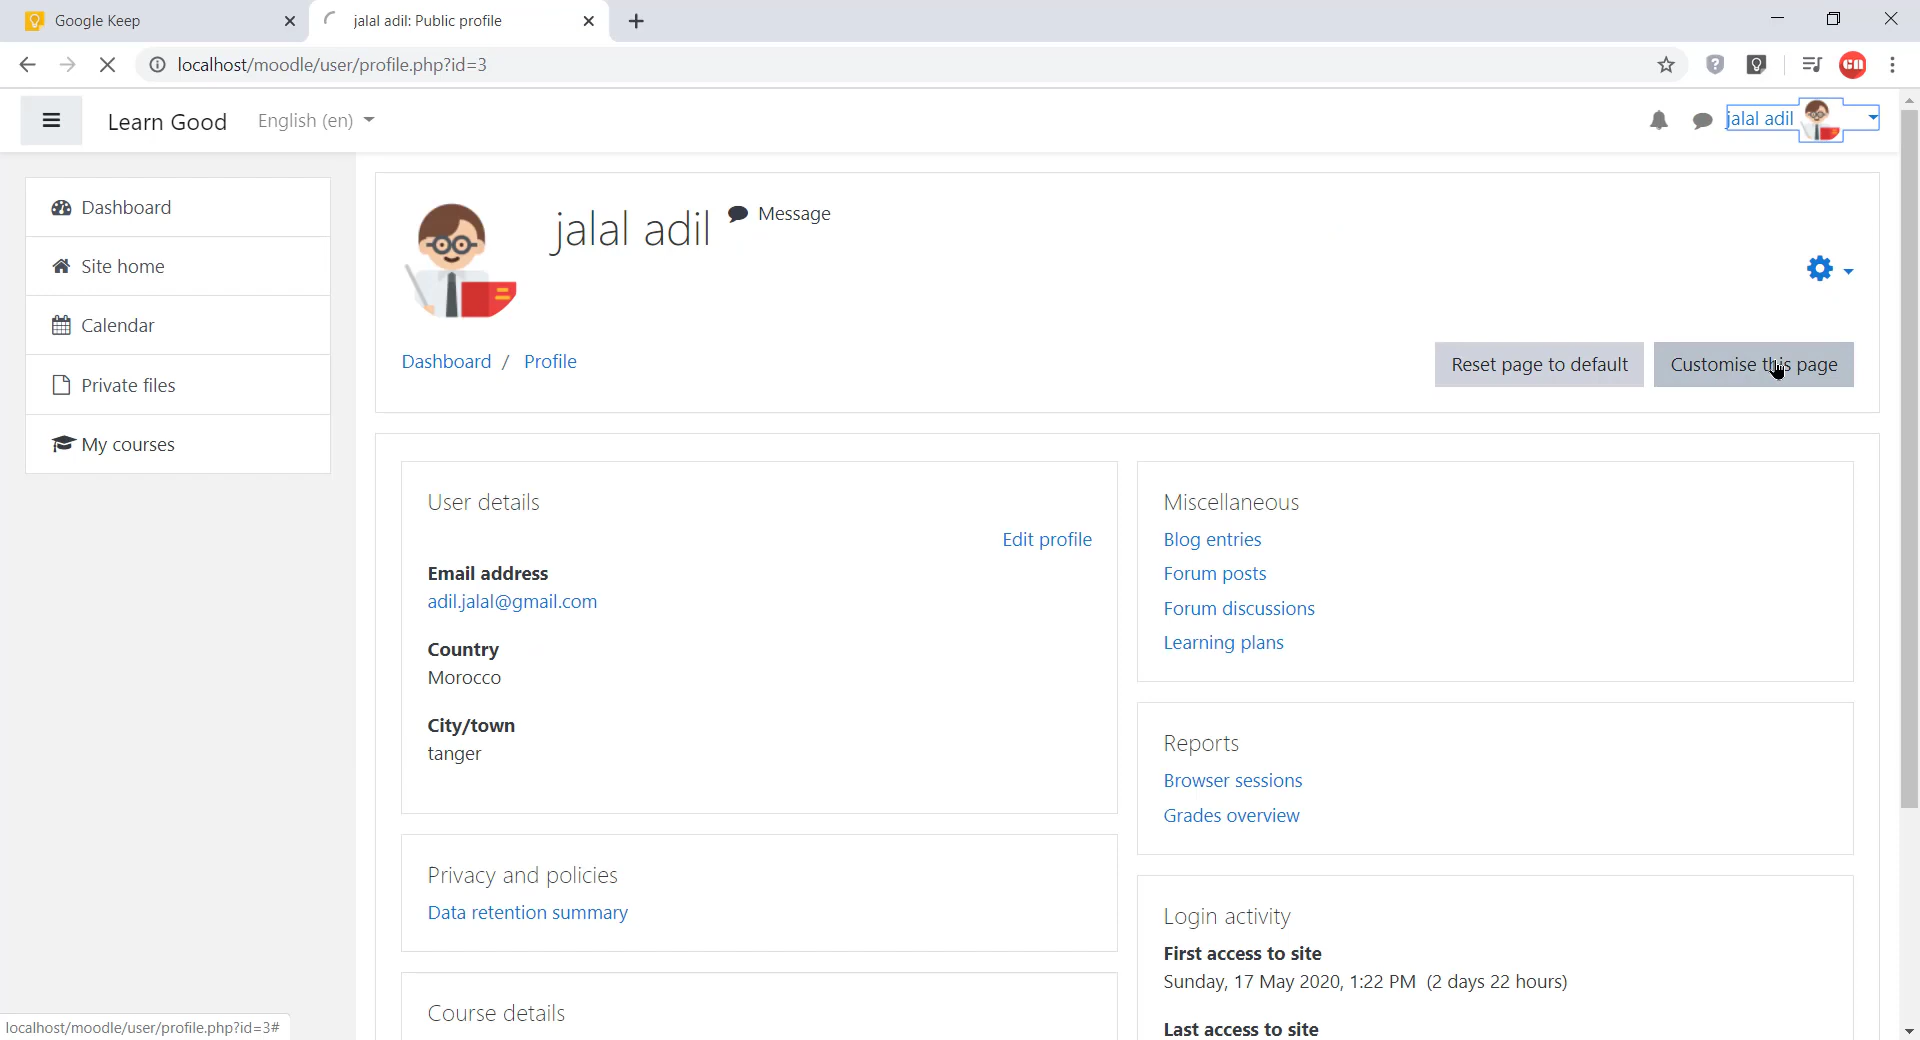 Google Keep
jalal adil: Public profile
localhost/moodle/user/profile.php?id=3
Learn Good
English (en)
jalal adil
Dashboard
Site home
Calendar
Private files
My courses
jalal adil
Message
Dashboard / Profile
Reset page to default
Customise this page
User details
Edit profile
Email address
adil.jalal@gmail.com
Country
Morocco
City/town
tanger
Privacy and policies
Data retention summary
Course details
Miscellaneous
Blog entries
Forum posts
Forum discussions
Learning plans
Reports
Browser sessions
Grades overview
Login activity
First access to site
Sunday, 17 May 2020, 1:22 PM (2 days 22 hours)
Last access to site
localhost/moodle/user/profile.php?id=3#